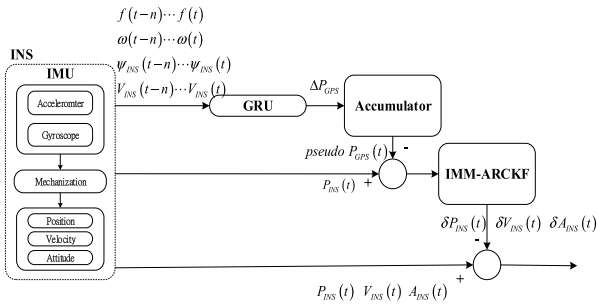 f(t−n)⋯f(t)
ω(t−n)⋯ω(t)
INS
ψ_INS(t−n)⋯ψ_INS(t)
IMU
V_INS(t−n)⋯V_INS(t)
ΔP_GPS
Acceleromter
GRU
Accumulator
Gyroscope
pseudo P_GPS(t) -
Mechanization
P_INS(t) +
IMM-ARCKF
Position
δP_INS(t) δV_INS(t) δA_INS(t)
Velocity
-
Attitude
+
P_INS(t) V_INS(t) A_INS(t)